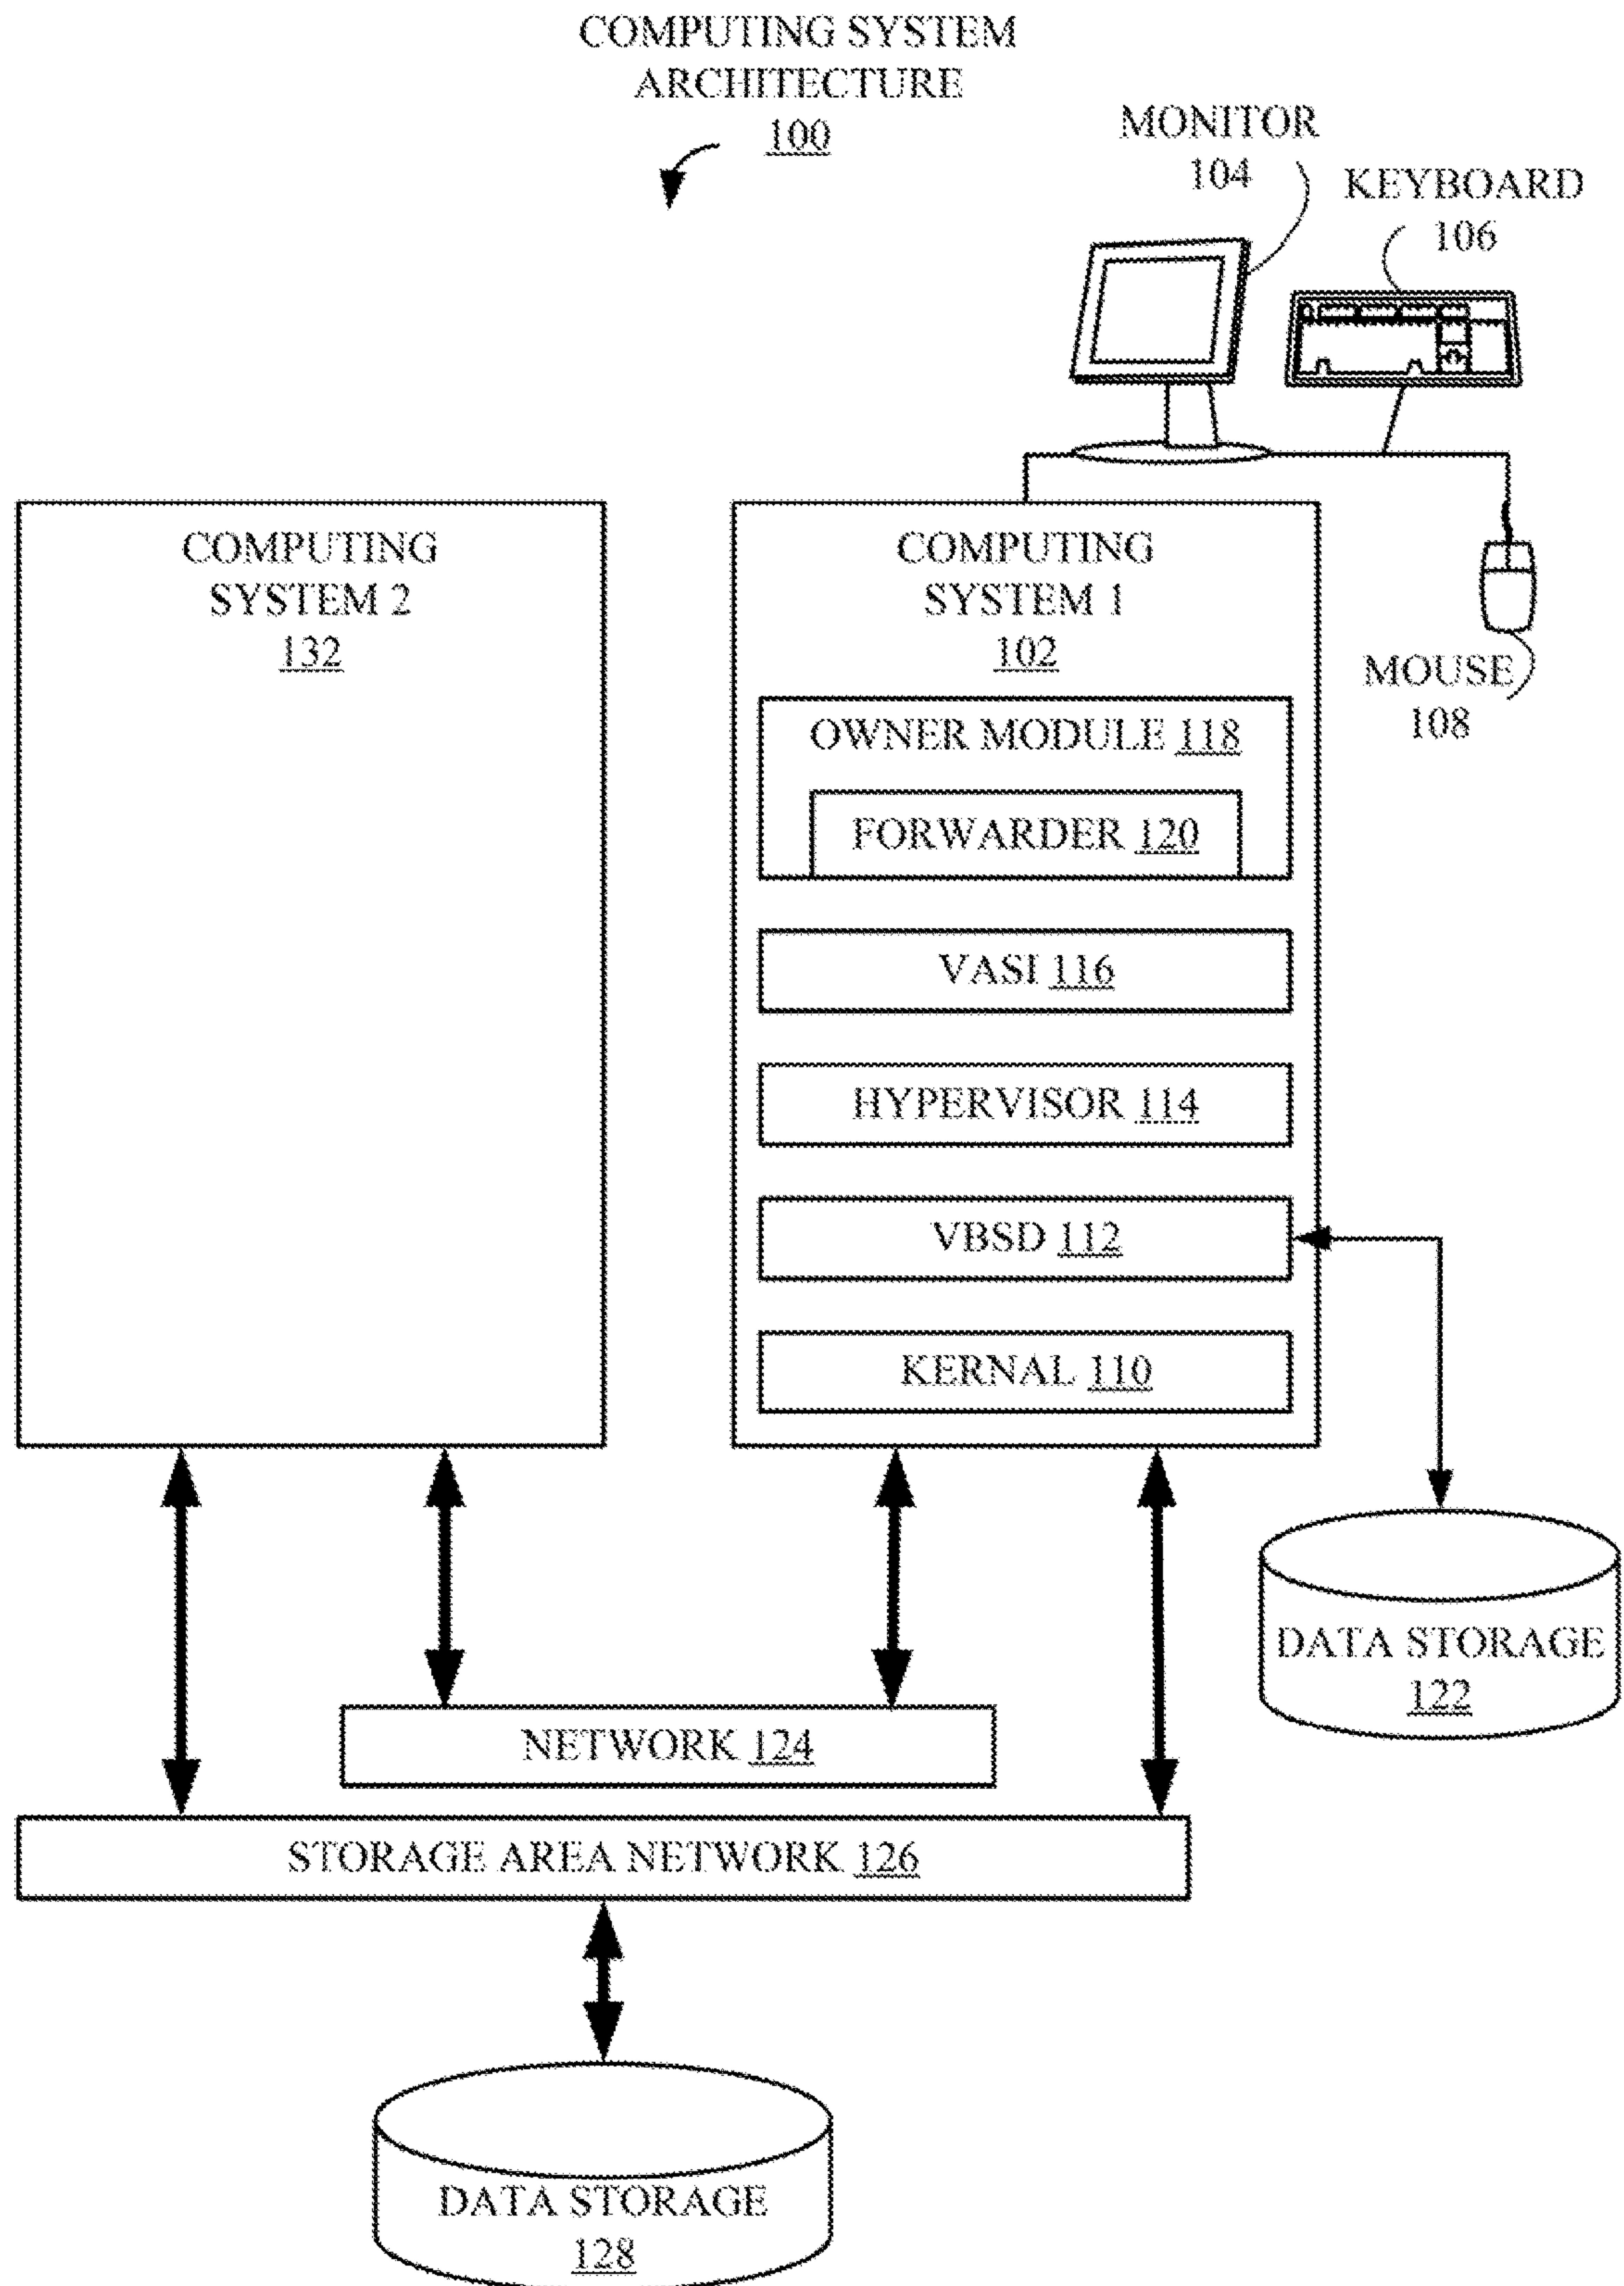 COMPUTING SYSTEM
ARCHITECTURE
100
MONITOR
104
KEYBOARD
106
COMPUTING
SYSTEM 2
132
COMPUTING
SYSTEM 1
102
MOUSE
108
OWNER MODULE 118
FORWARDER 120
VASI 116
HYPERVISOR 114
VBSD 112
KERNAL 110
DATA STORAGE
122
NETWORK 124
STORAGE AREA NETWORK 126
DATA STORAGE
128